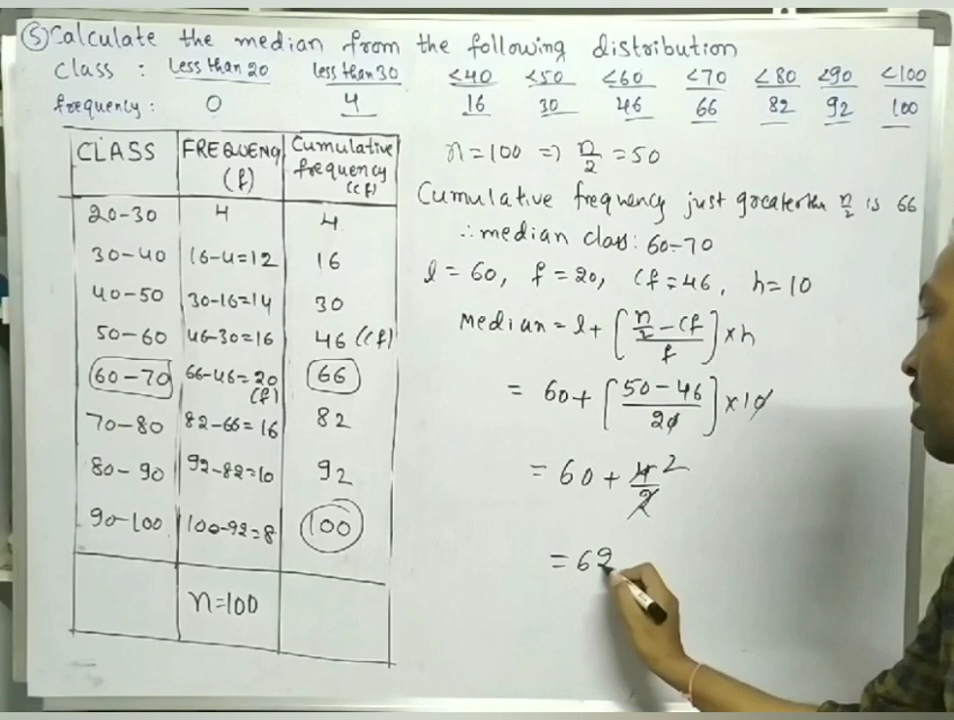 (5) Calculate the median from the following distribution
Class : less than 20 less than 30 <40 <50 <60 <70 <80 <90 <100
frequency : 0 4 16 30 46 66 82 92 100
CLASS FREQUENCY (f) Cumulative frequency (cf)
20-30 4 4
30-40 16-4=12 16
40-50 30-16=14 30
50-60 46-30=16 46 (cf)
60-70 66-46=20 (f) 66
70-80 82-66=16 82
80-90 92-82=10 92
90-100 100-92=8 100
n=100
n=100 => n/2 = 50
Cumulative frequency just greater than n/2 is 66
∴ median class: 60-70
l = 60, f = 20, cf = 46, h = 10
Median = l + [n/2 - cf / f] × h
= 60 + [50-46 / 20] × 10
= 60 + 4/2 2
= 62